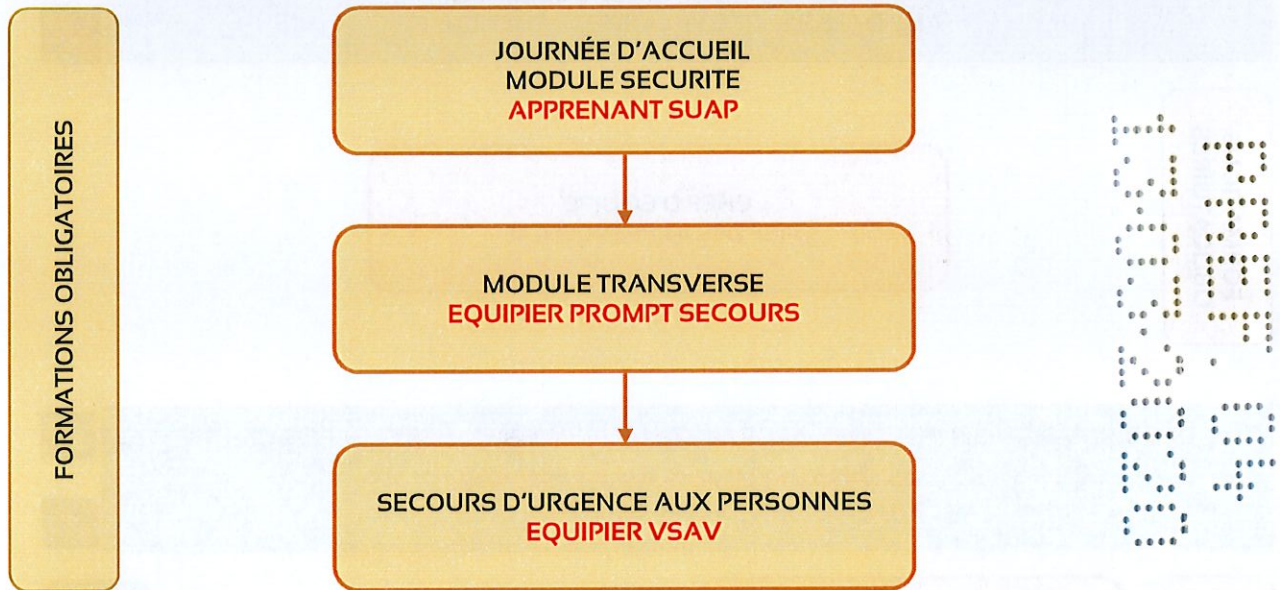 FORMATIONS OBLIGATOIRES
JOURNÉE D'ACCUEIL
MODULE SECURITE
APPRENANT SUAP
MODULE TRANSVERSE
EQUIPIER PROMPT SECOURS
SECOURS D'URGENCE AUX PERSONNES
EQUIPIER VSAV